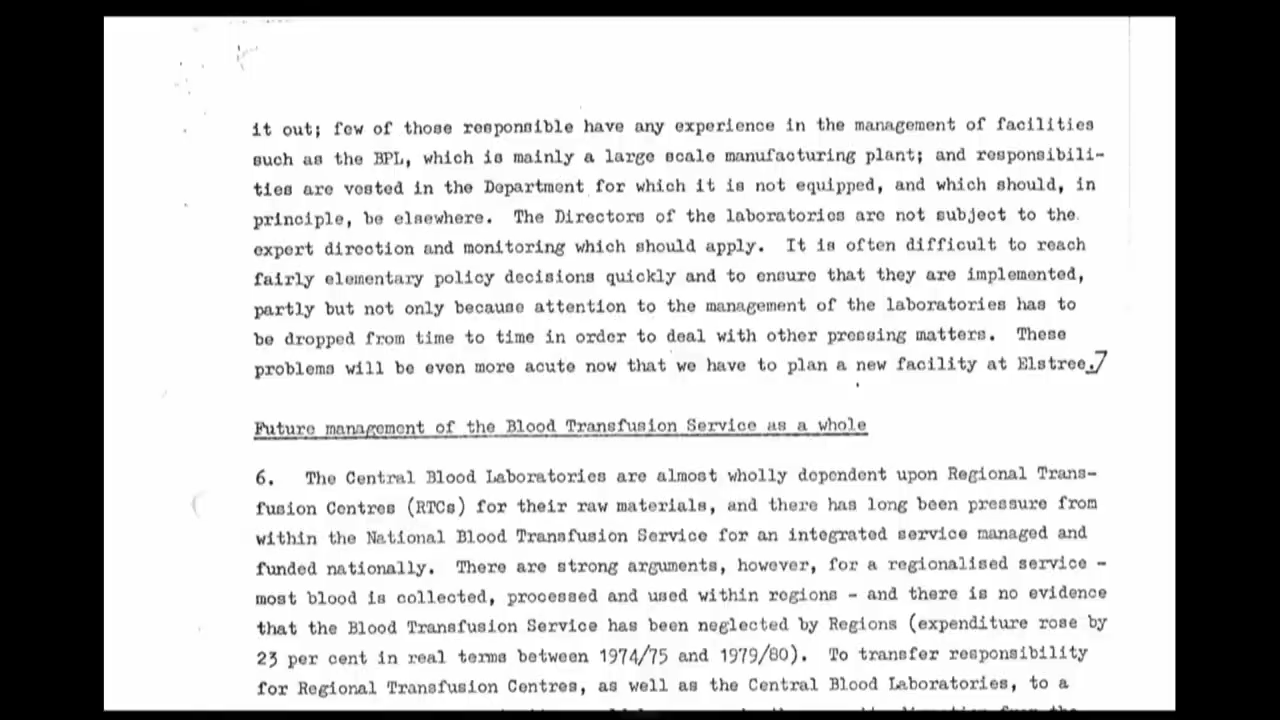 it out; few of those responsible have any experience in the management of facilities
such as the BPL, which is mainly a large scale manufacturing plant; and responsibili-
ties are vested in the Department for which it is not equipped, and which should, in
principle, be elsewhere. The Directors of the laboratories are not subject to the
expert direction and monitoring which should apply. It is often difficult to reach
fairly elementary policy decisions quickly and to ensure that they are implemented,
partly but not only because attention to the management of the laboratories has to
be dropped from time to time in order to deal with other pressing matters. These
problems will be even more acute now that we have to plan a new facility at Elstree.7
Future management of the Blood Transfusion Service as a whole
6. The Central Blood Laboratories are almost wholly dependent upon Regional Trans-
fusion Centres (RTCs) for their raw materials, and there has long been pressure from
within the National Blood Transfusion Service for an integrated service managed and
funded nationally. There are strong arguments, however, for a regionalised service -
most blood is collected, processed and used within regions - and there is no evidence
that the Blood Transfusion Service has been neglected by Regions (expenditure rose by
23 per cent in real terms between 1974/75 and 1979/80). To transfer responsibility
for Regional Transfusion Centres, as well as the Central Blood Laboratories, to a